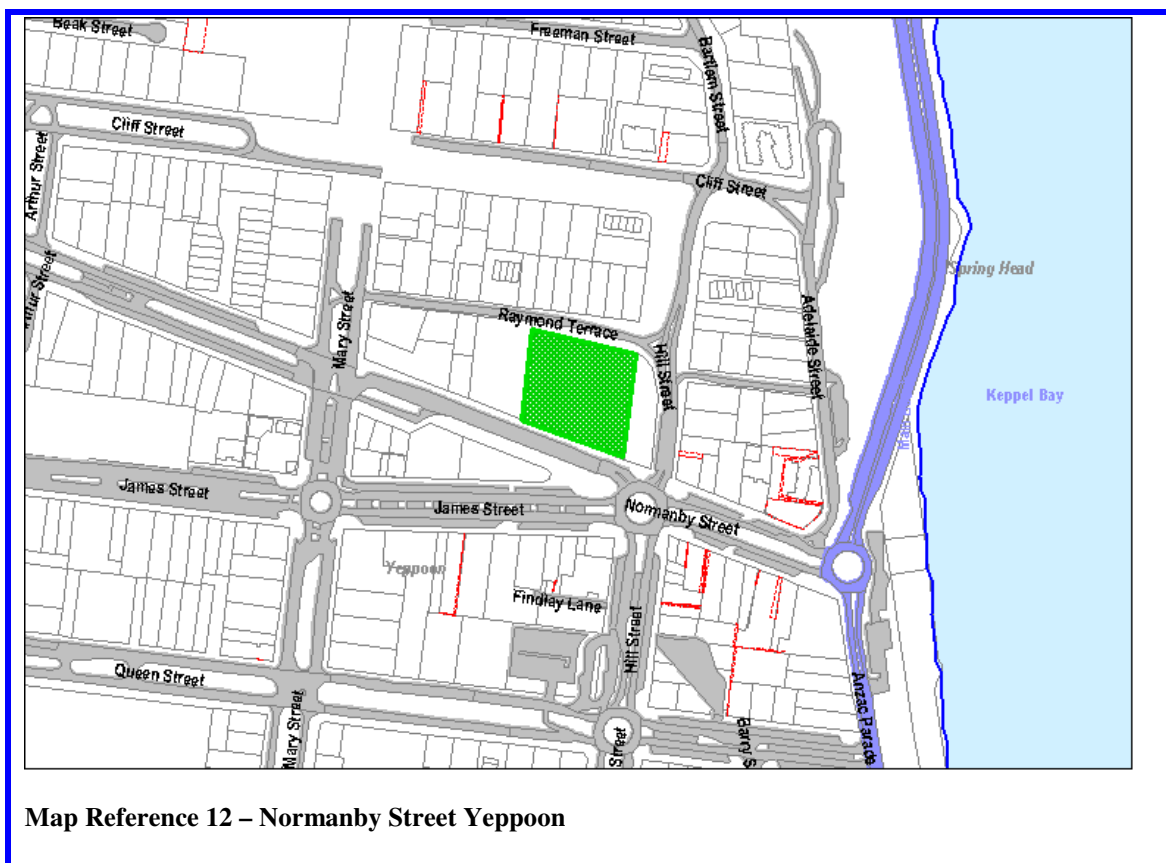 Beak Street
Freeman Street
Bartlem Street
Cliff Street
Arthur Street
Cliff Street
Spring Head
Mary Street
Raymond Terrace
Hill Street
Adelaide Street
Keppel Bay
James Street
James Street
Normanby Street
Yeppoon
Findlay Lane
Hill Street
Queen Street
Mary Street
Street
Barry S
Anzac Parade
Map Reference 12 – Normanby Street Yeppoon